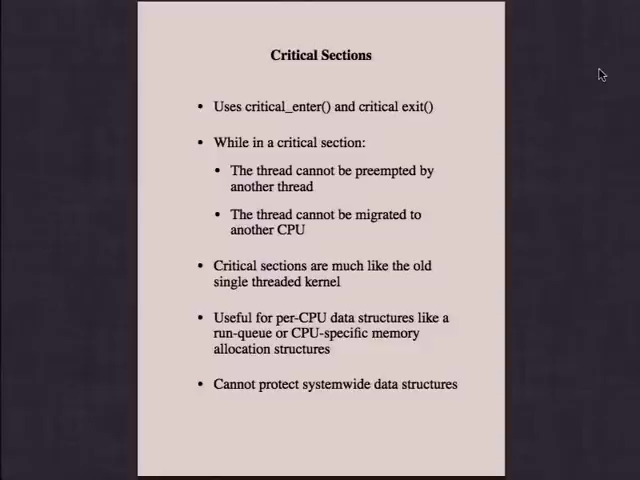 Critical Sections
• Uses critical_enter() and critical exit()
• While in a critical section:
• The thread cannot be preempted by
another thread
• The thread cannot be migrated to
another CPU
• Critical sections are much like the old
single threaded kernel
• Useful for per-CPU data structures like a
run-queue or CPU-specific memory
allocation structures
• Cannot protect systemwide data structures